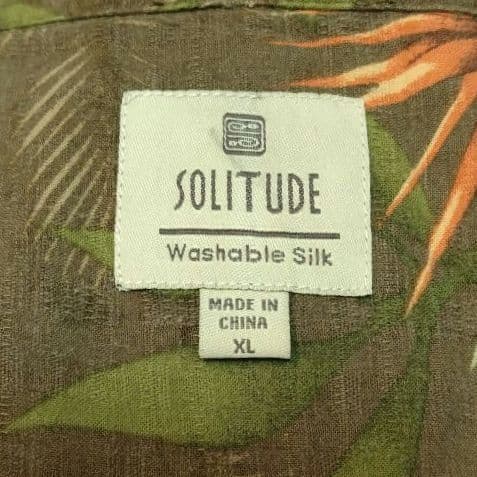 SOLITUDE
Washable Silk
MADE IN
CHINA
XL